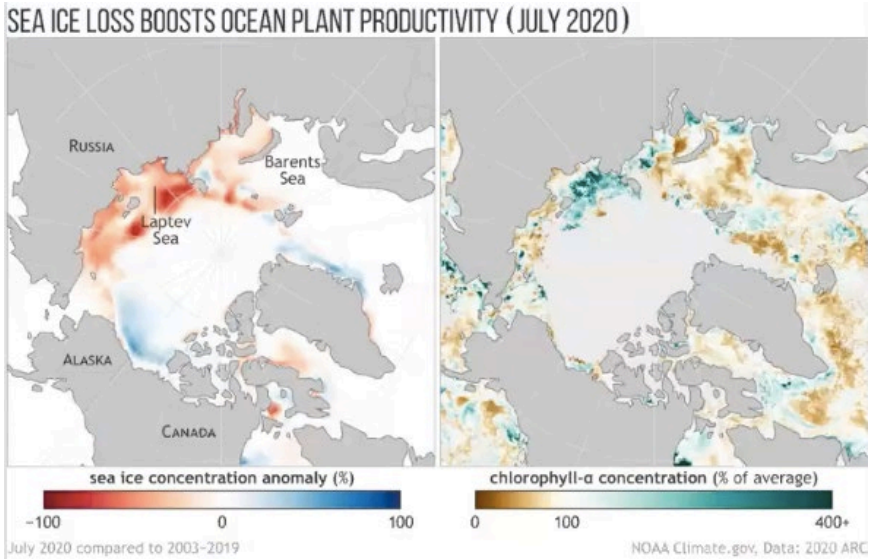 SEA ICE LOSS BOOSTS OCEAN PLANT PRODUCTIVITY (JULY 2020)
RUSSIA
Barents
Sea
Laptev
Sea
ALASKA
CANADA
sea ice concentration anomaly (%)
-100 0 100
chlorophyll-α concentration (% of average)
0 100 400+
July 2020 compared to 2003-2019
NOAA Climate.gov, Data: 2020 ARC